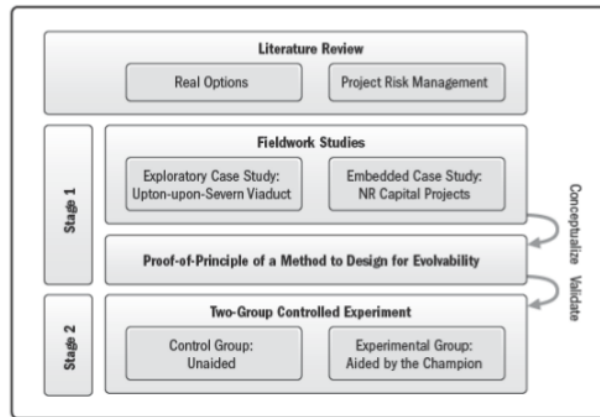 Literature Review
Real Options
Project Risk Management
Stage 1
Fieldwork Studies
Exploratory Case Study:
Upton-upon-Severn Viaduct
Embedded Case Study:
NR Capital Projects
Proof-of-Principle of a Method to Design for Evolvability
Conceptualize
Validate
Stage 2
Two-Group Controlled Experiment
Control Group:
Unaided
Experimental Group:
Aided by the Champion